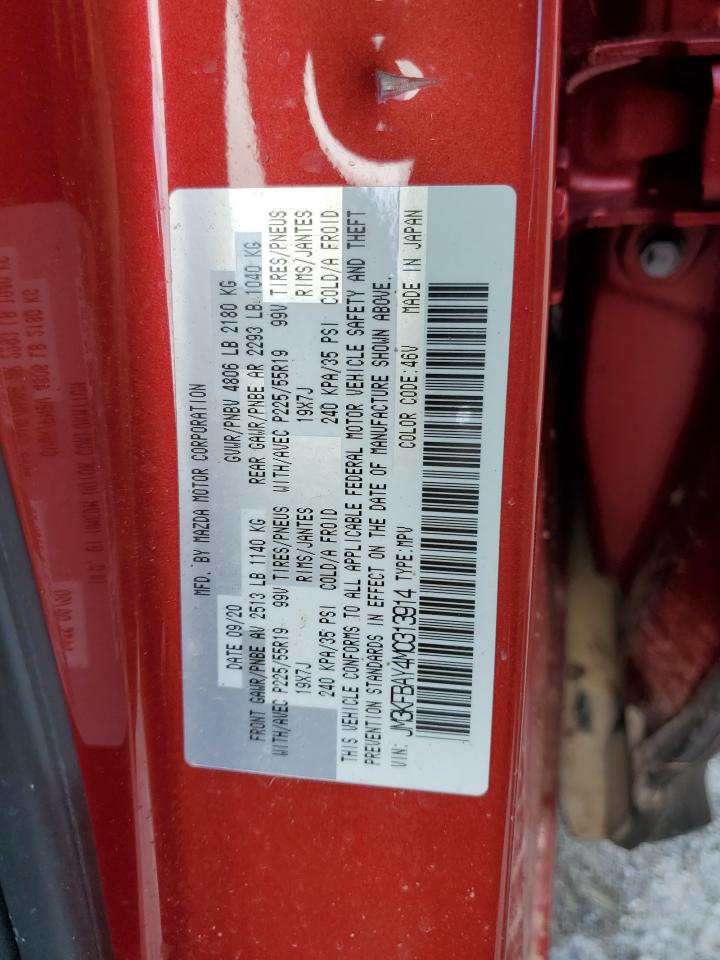 MFD. BY MAZDA MOTOR CORPORATION
DATE 09/20 GVWR/PNBV 4806 LB 2180 KG
FRONT GAWR/PNBE AV 2513 LB 1140 KG REAR GAWR/PNBE AR 2293 LB 1040 KG
WITH/AVEC P225/55R19 99V TIRES/PNEUS WITH/AVEC P225/55R19 99V TIRES/PNEUS
19X7J RIMS/JANTES 19X7J RIMS/JANTES
240 KPA/35 PSI COLD/A FROID 240 KPA/35 PSI COLD/A FROID
THIS VEHICLE CONFORMS TO ALL APPLICABLE FEDERAL MOTOR VEHICLE SAFETY AND THEFT
PREVENTION STANDARDS IN EFFECT ON THE DATE OF MANUFACTURE SHOWN ABOVE.
VIN: JM3KFBAY4M0313914 TYPE:MPV COLOR CODE:46V MADE IN JAPAN